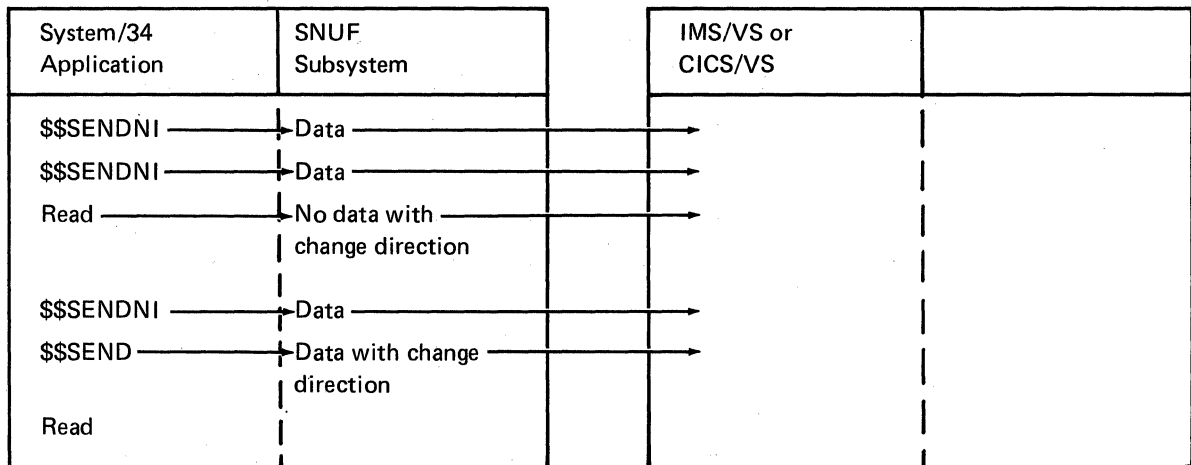 System/34
Application
SNUF
Subsystem
IMS/VS or
CICS/VS
$$SENDNI
Data
$$SENDNI
Data
Read
No data with
change direction
$$SENDNI
Data
$$SEND
Data with change
direction
Read